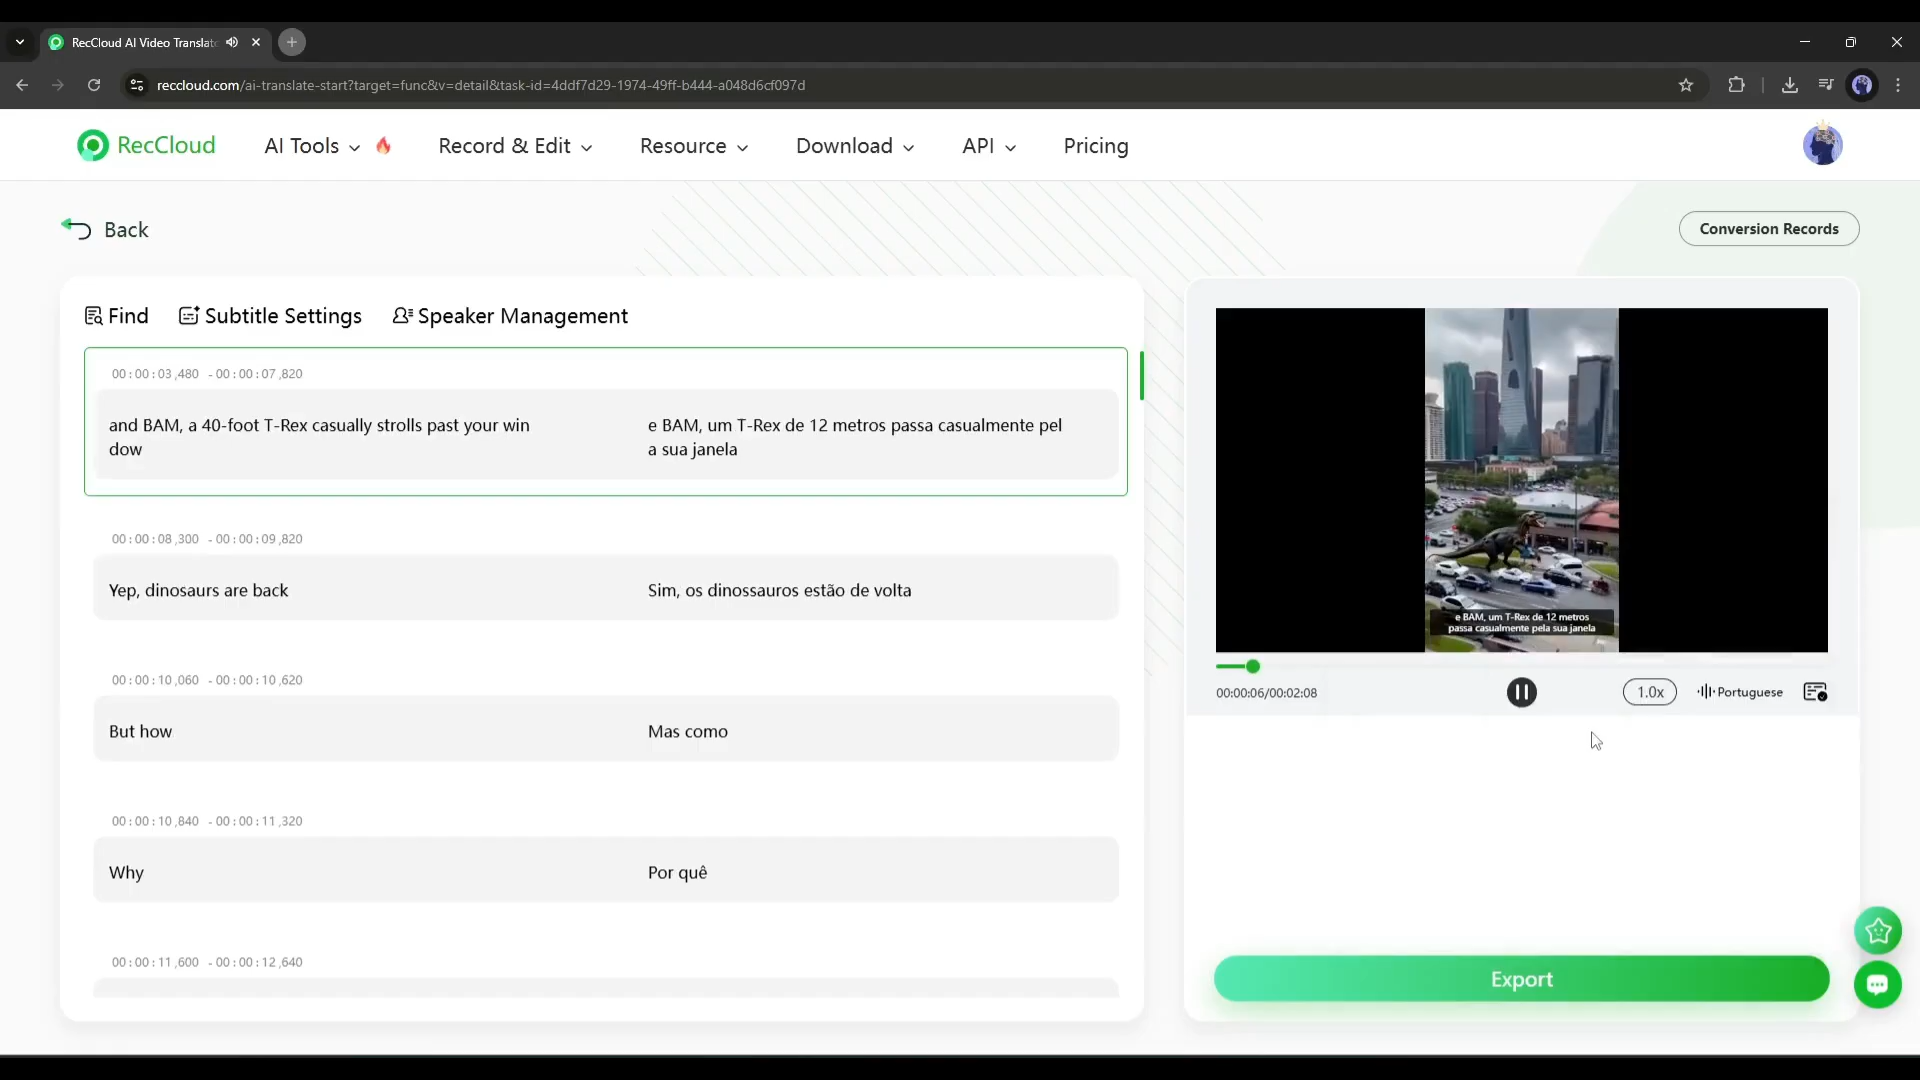 RecCloud AI Video Translat
reccloud.com/ai-translate-start?target=func&v=detail&task-id=4ddf7d29-1974-49ff-b444-a048d6cf097d
RecCloud
AI Tools
Record & Edit
Resource
Download
API
Pricing
Back
Conversion Records
Find
Subtitle Settings
Speaker Management
00:00:03,480 - 00:00:07,820
and BAM, a 40-foot T-Rex casually strolls past your win
dow
e BAM, um T-Rex de 12 metros passa casualmente pel
a sua janela
00:00:08,300 - 00:00:09,820
Yep, dinosaurs are back
Sim, os dinossauros estão de volta
00:00:10,060 - 00:00:10,620
But how
Mas como
00:00:10,840 - 00:00:11,320
Why
Por quê
00:00:11,600 - 00:00:12,640
e BAM, um T-Rex de 12 metros
passa casualmente pela sua janela
00:00:06/00:02:08
1.0x
Portuguese
Export